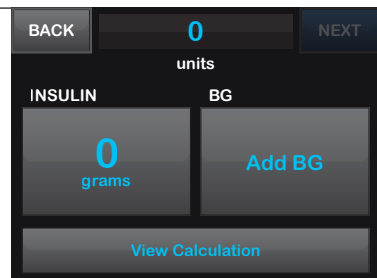 BACK 0 NEXT
units
INSULIN BG
0
grams
Add BG
View Calculation